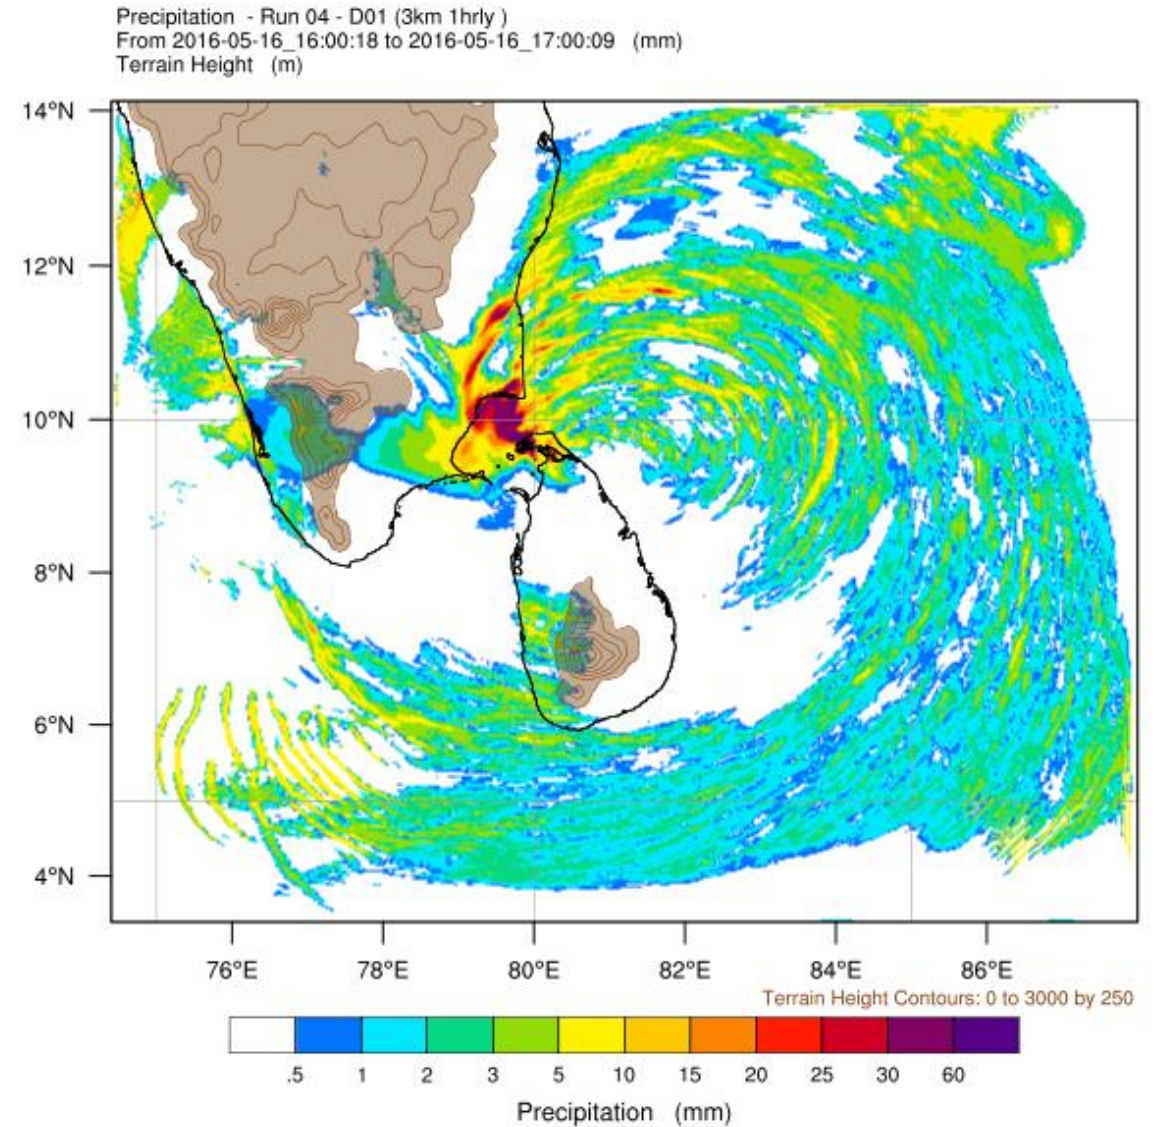 Precipitation - Run 04 - D01 (3km 1hrly )
From 2016-05-16_16:00:18 to 2016-05-16_17:00:09 (mm)
Terrain Height (m)
14°N
12°N
10°N
8°N
6°N
4°N
76°E 78°E 80°E 82°E 84°E 86°E
Terrain Height Contours: 0 to 3000 by 250
.5 1 2 3 5 10 15 20 25 30 60
Precipitation (mm)